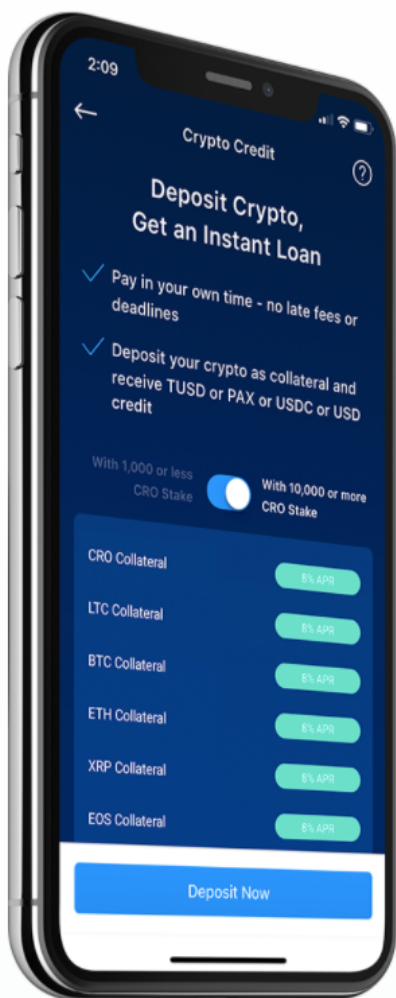 2:09
Crypto Credit
?
Deposit Crypto,
Get an Instant Loan
Pay in your own time - no late fees or
deadlines
Deposit your crypto as collateral and
receive TUSD or PAX or USDC or USD
credit
With 1,000 or less
CRO Stake
With 10,000 or more
CRO Stake
CRO Collateral
8% APR
LTC Collateral
8% APR
BTC Collateral
8% APR
ETH Collateral
8% APR
XRP Collateral
8% APR
EOS Collateral
8% APR
Deposit Now